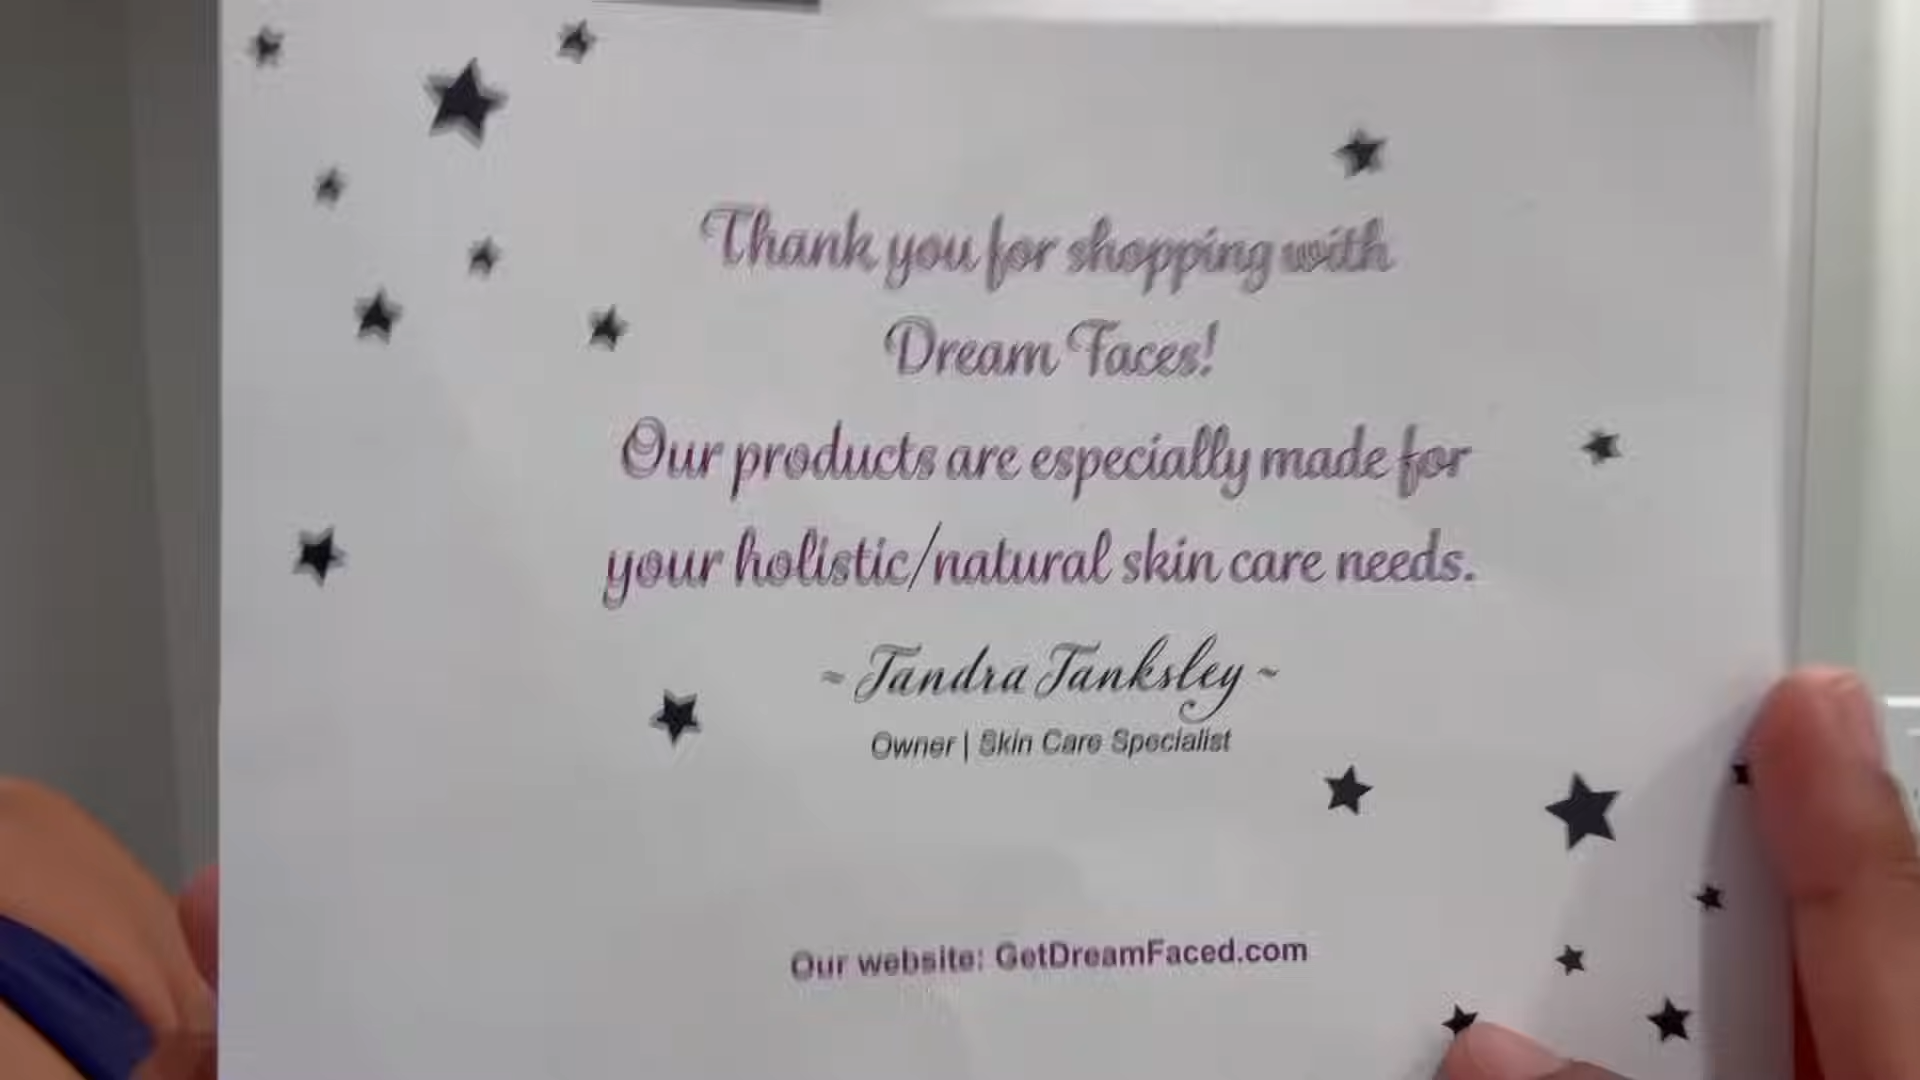 Thank you for shopping with
Dream Faces!
Our products are especially made for
your holistic/natural skin care needs.
~ Tandra Tanksley ~
Owner | Skin Care Specialist
Our website: GetDreamFaced.com